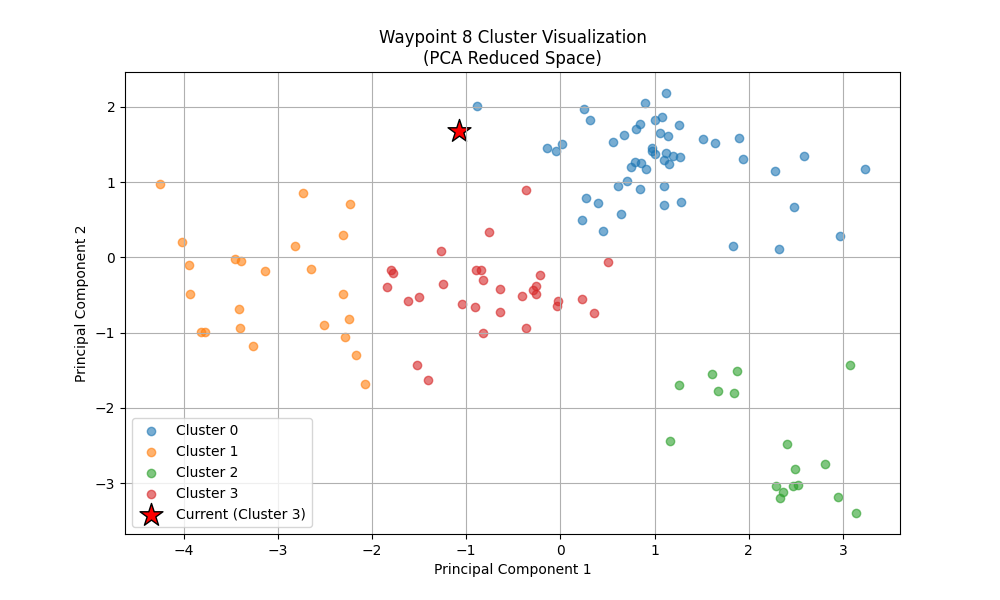 Waypoint 8 Cluster Visualization
(PCA Reduced Space)
Principal Component 2
2
1
0
−1
−2
−3
Cluster 0
Cluster 1
Cluster 2
Cluster 3
Current (Cluster 3)
−4 −3 −2 −1 0 1 2 3
Principal Component 1